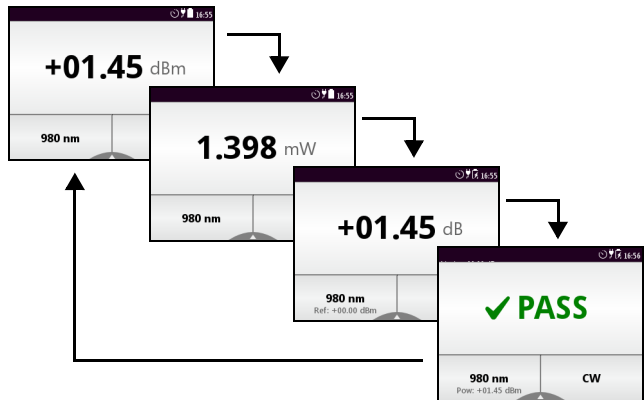 16:55
+01.45 dBm
980 nm
16:55
1.398 mW
980 nm
16:55
+01.45 dB
980 nm
Ref: +00.00 dBm
16:56
PASS
980 nm
CW
Pow: +01.45 dBm